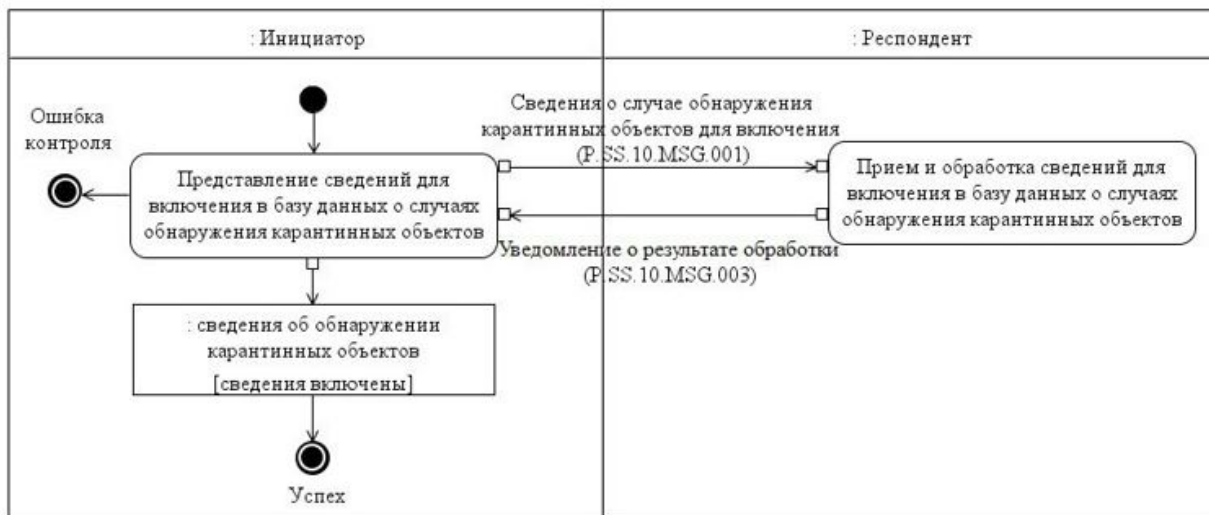 : Инициатор
: Респондент
Ошибка
контроля
Сведения о случае обнаружения
карантинных объектов для включения
(P.SS.10.MSG.001)
Представление сведений для
включения в базу данных о случаях
обнаружения карантинных объектов
Прием и обработка сведений для
включения в базу данных о случаях
обнаружения карантинных объектов
Уведомление о результате обработки
(P.SS.10.MSG.003)
: сведения об обнаружении
карантинных объектов
[сведения включены]
Успех